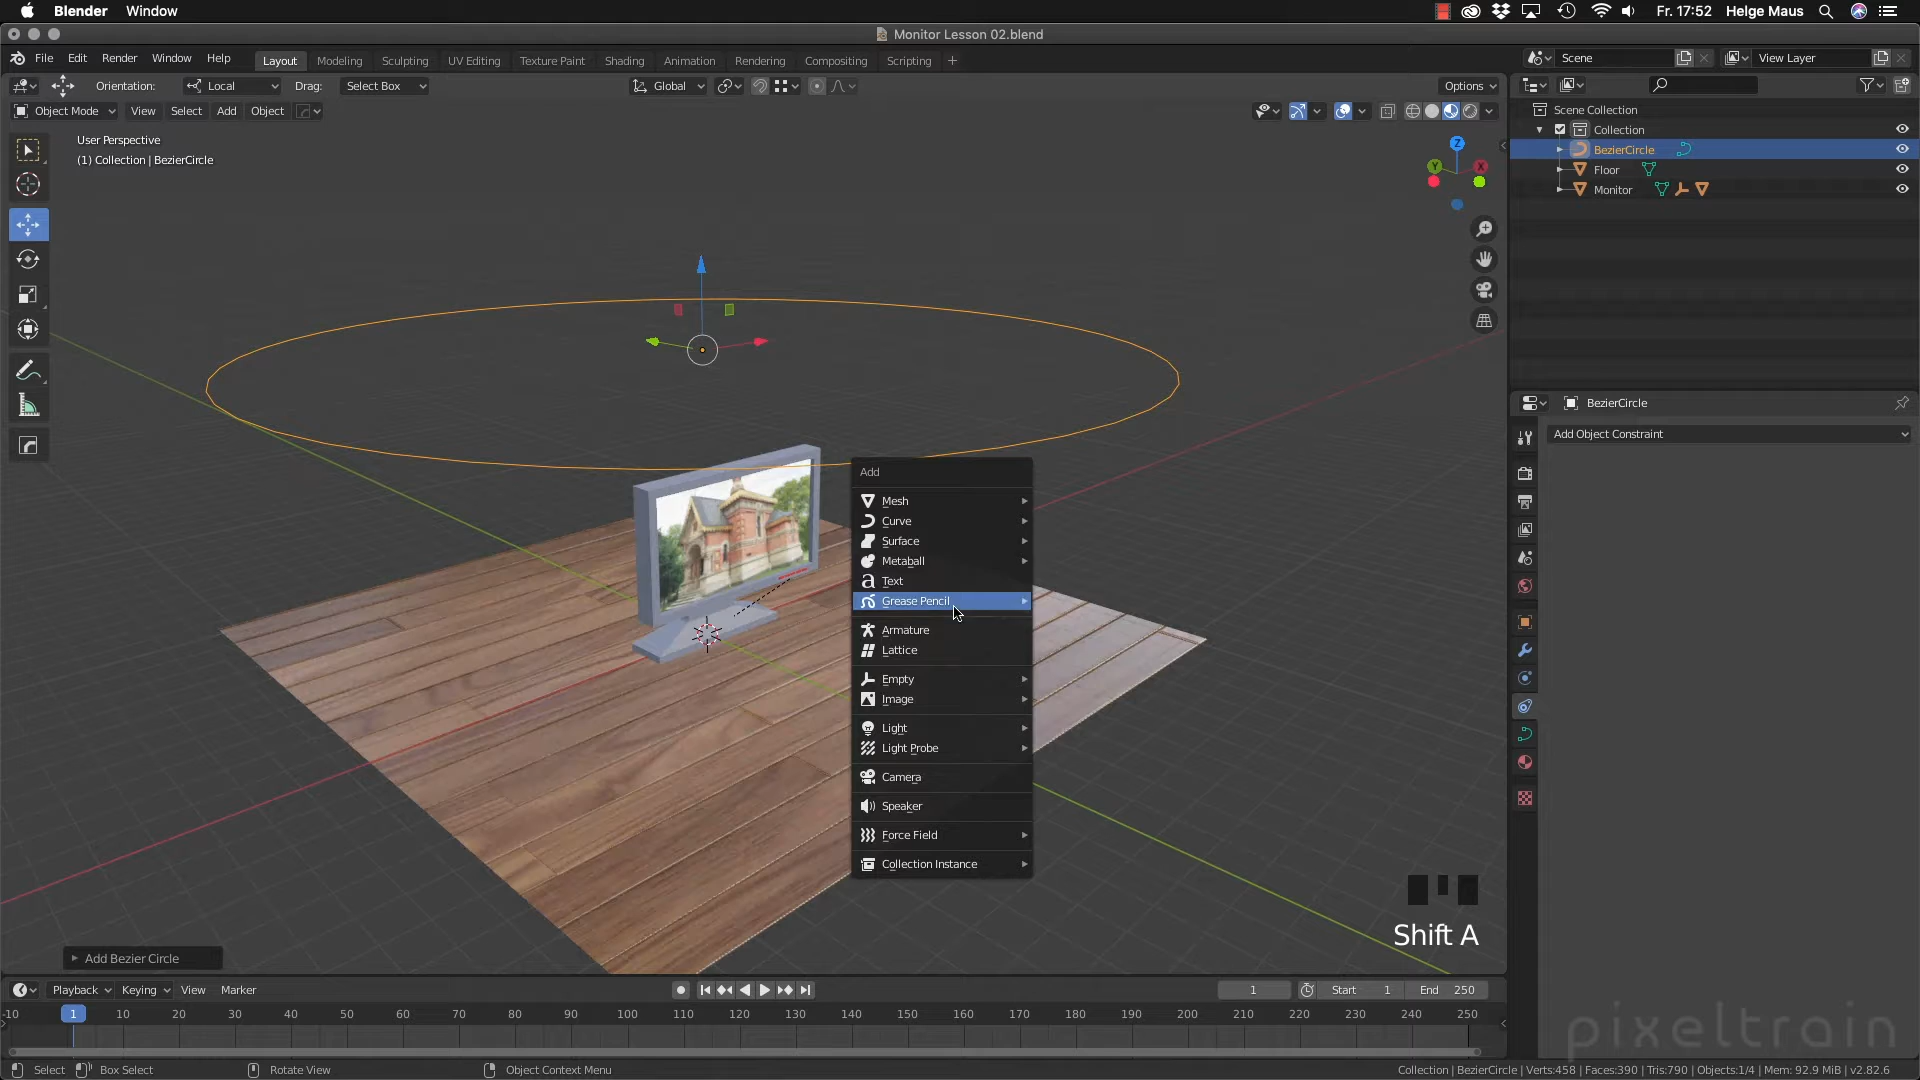 Blender Window Fr. 17:52 Helge Maus
Monitor Lesson 02.blend
File Edit Render Window Help Layout Modeling Sculpting UV Editing Texture Paint Shading Animation Rendering Compositing Scripting + Scene View Layer
Orientation: Local Drag: Select Box Global Options
Object Mode View Select Add Object
User Perspective
(1) Collection | BezierCircle
Z
Y X
Scene Collection
Collection
BezierCircle
Floor
Monitor
BezierCircle
Add Object Constraint
Add
Mesh
Curve
Surface
Metaball
Text
Grease Pencil
Armature
Lattice
Empty
Image
Light
Light Probe
Camera
Speaker
Force Field
Collection Instance
Shift A
Add Bezier Circle
Playback Keying View Marker 1 Start 1 End 250
-10 1 10 20 30 40 50 60 70 80 90 100 110 120 130 140 150 160 170 180 190 200 210 220 230 240 250
pixeltrain
Select Box Select Rotate View Object Context Menu Collection | BezierCircle | Verts:458 | Faces:390 | Tris:790 | Objects:1/4 | Mem: 92.9 MiB | v2.82.6